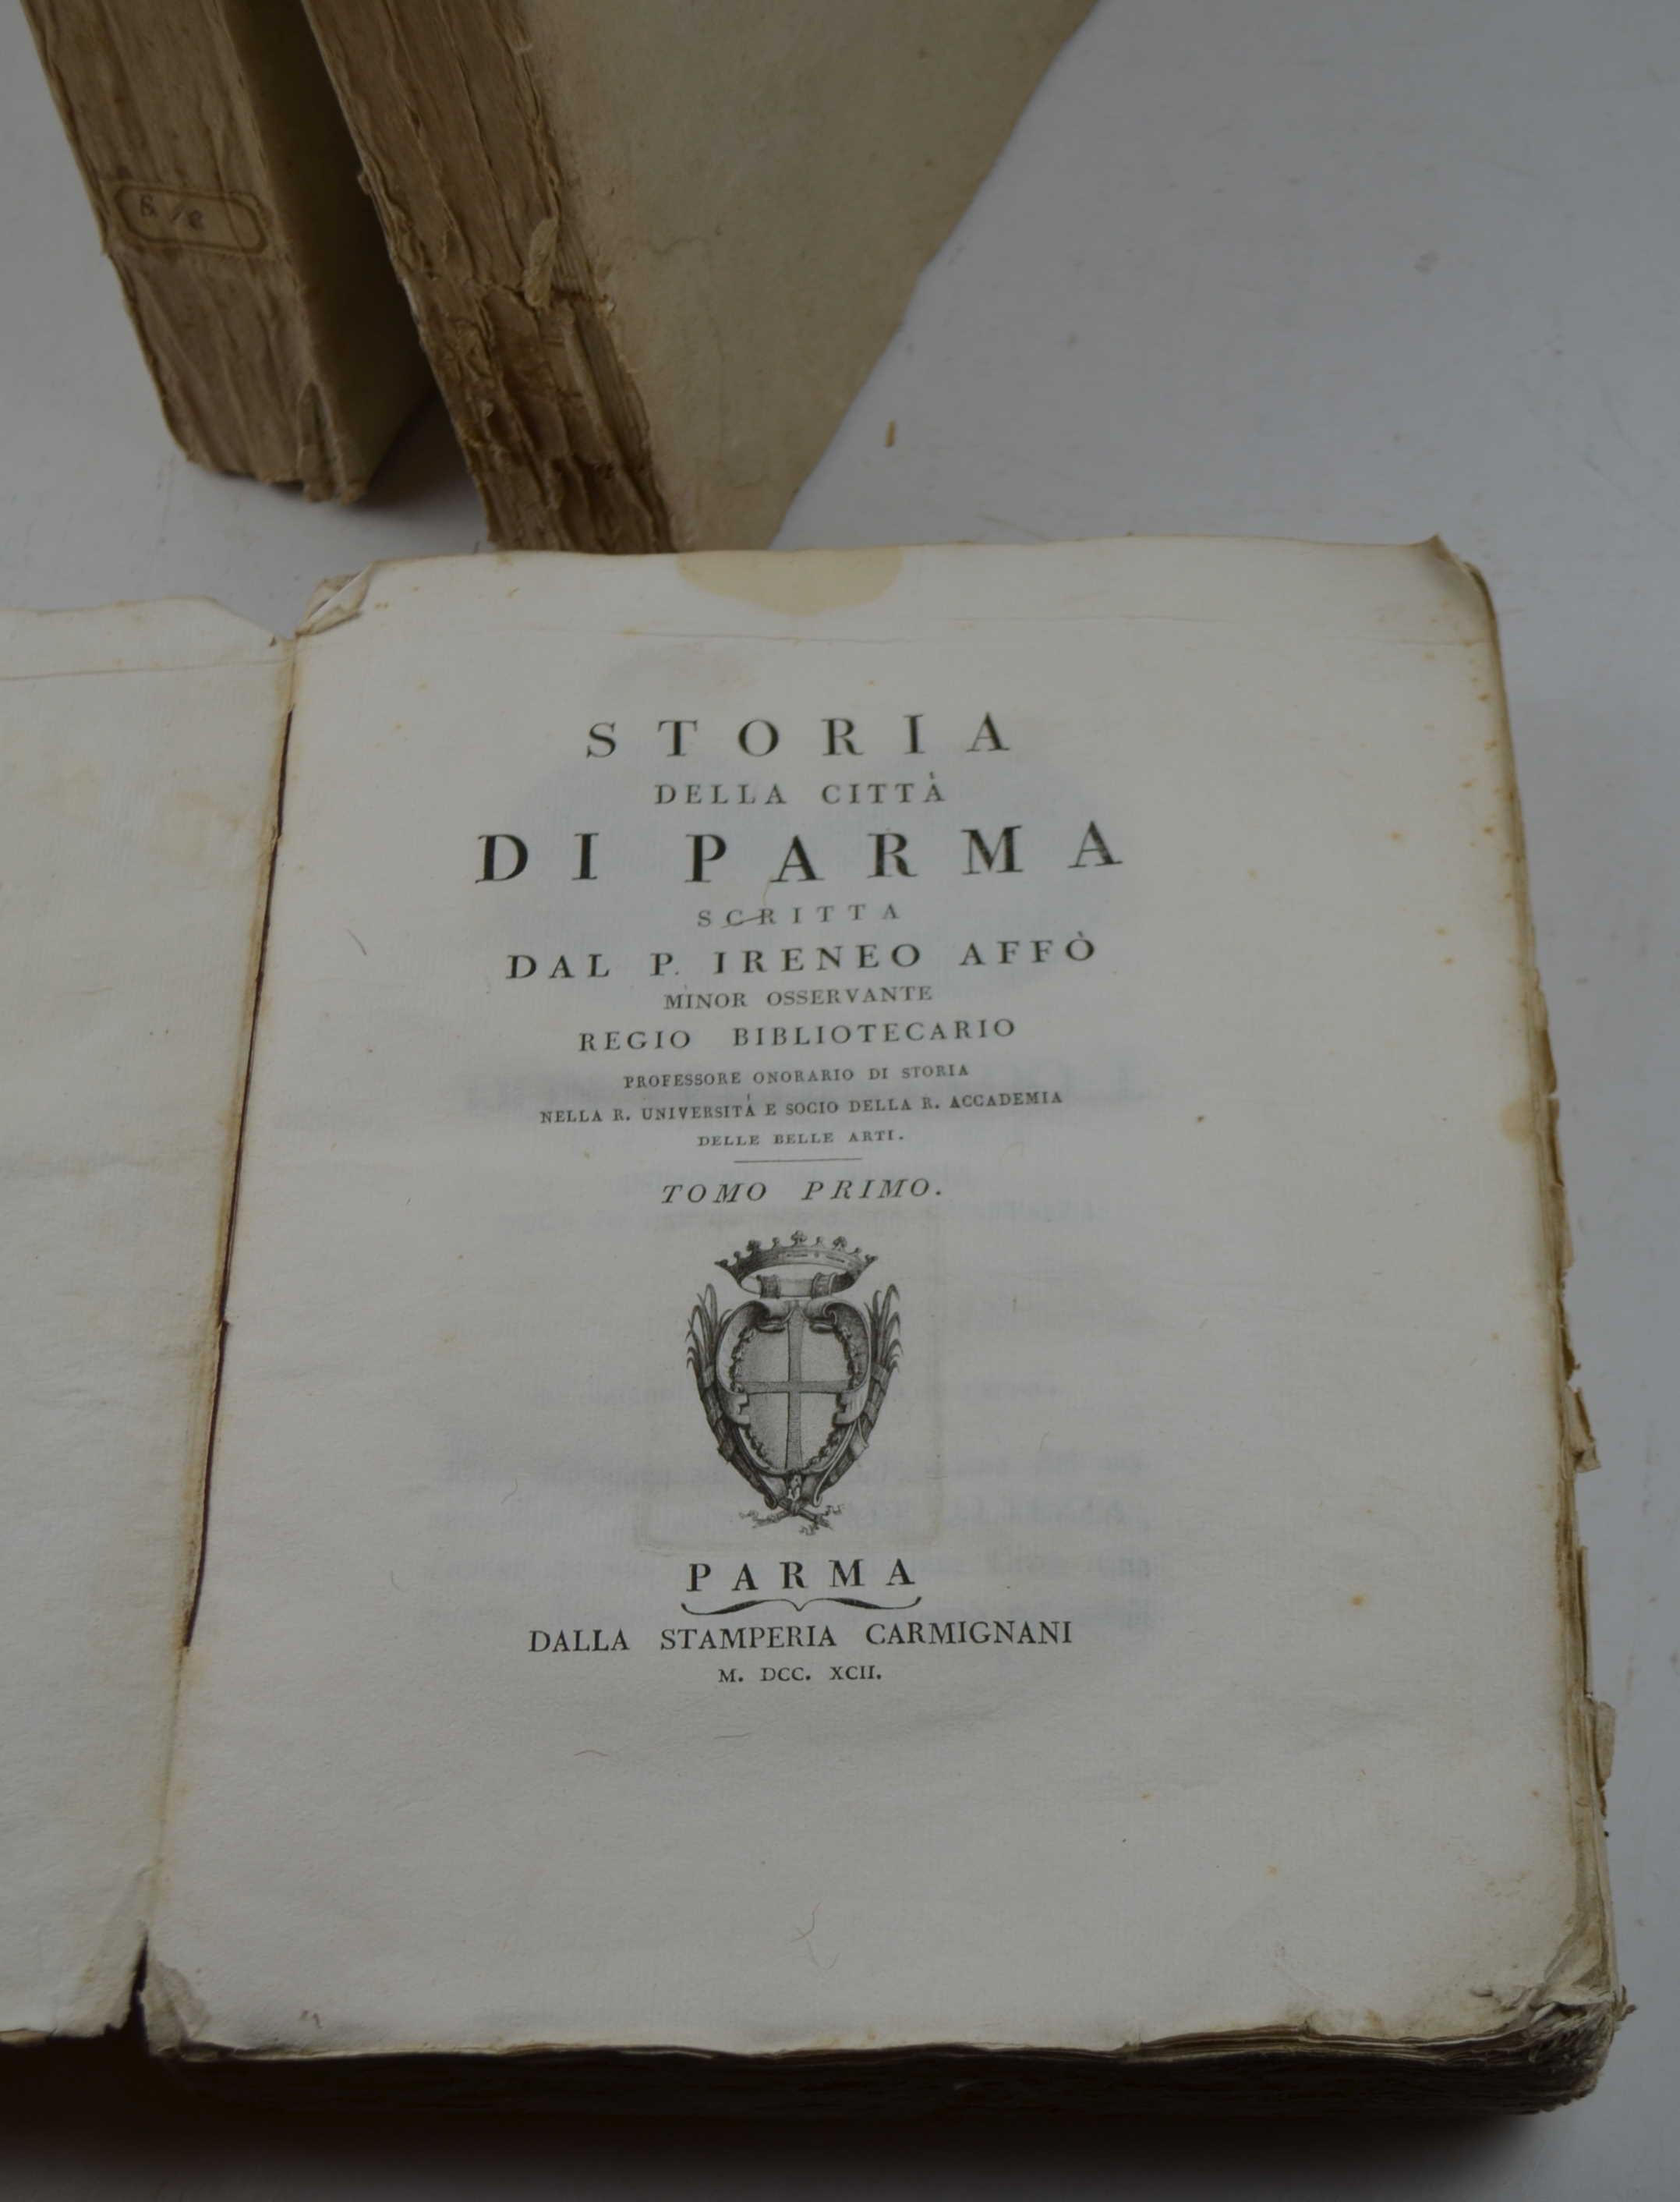 STORIA
DELLA CITTÀ
DI PARMA
SCRITTA
DAL P. IRENEO AFFÒ
MINOR OSSERVANTE
REGIO BIBLIOTECARIO
PROFESSORE ONORARIO DI STORIA
NELLA R. UNIVERSITÀ E SOCIO DELLA R. ACCADEMIA
DELLE BELLE ARTI.
TOMO PRIMO.
PARMA
DALLA STAMPERIA CARMIGNANI
M. DCC. XCII.